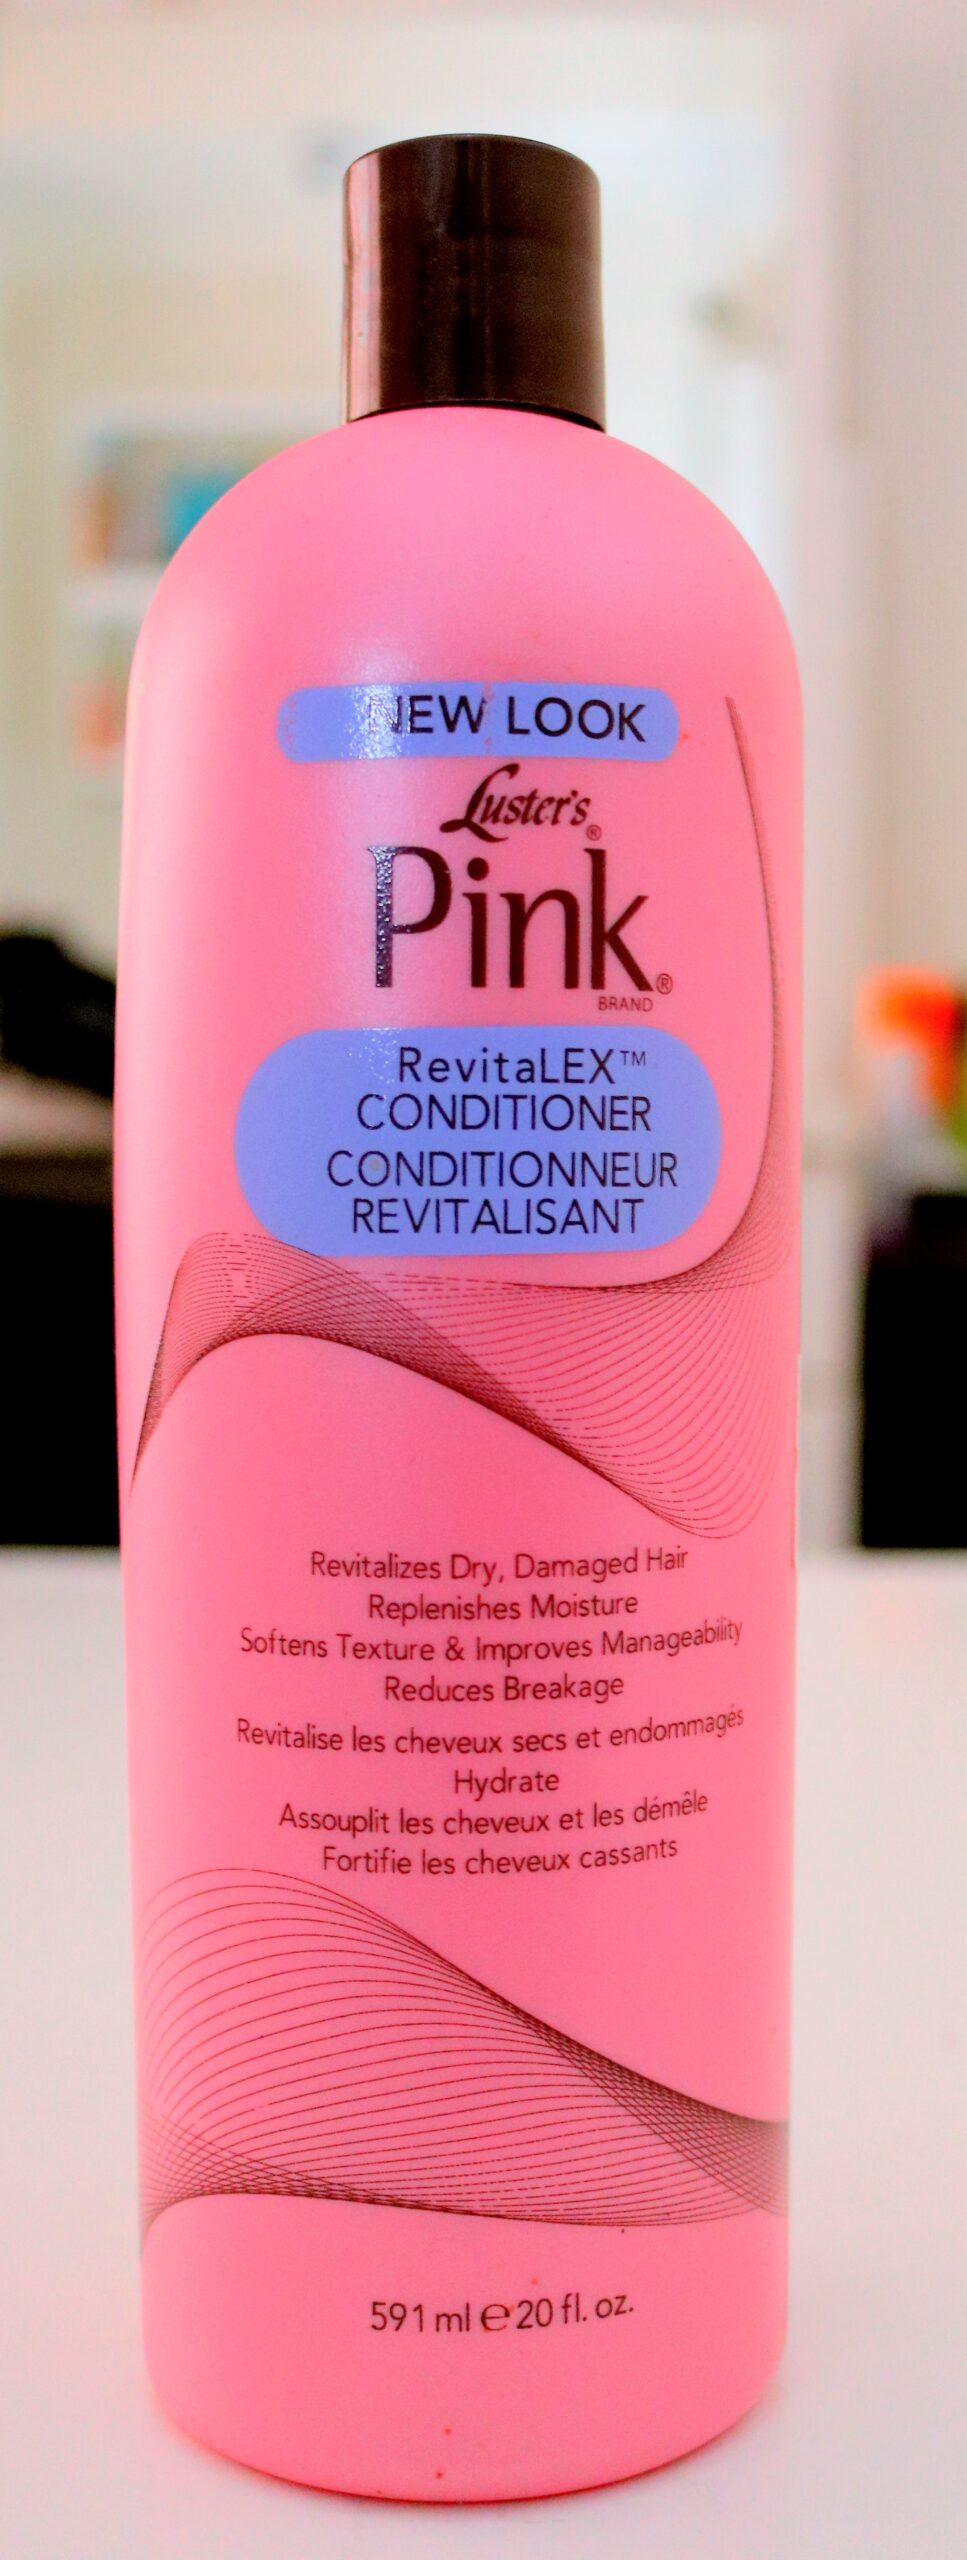 NEW LOOK
Luster's®
Pink®
BRAND
RevitaLEX™
CONDITIONER
CONDITIONNEUR
REVITALISANT
Revitalizes Dry, Damaged Hair
Replenishes Moisture
Softens Texture & Improves Manageability
Reduces Breakage
Revitalise les cheveux secs et endommagés
Hydrate
Assouplit les cheveux et les démêle
Fortifie les cheveux cassants
591 ml ℮ 20 fl. oz.